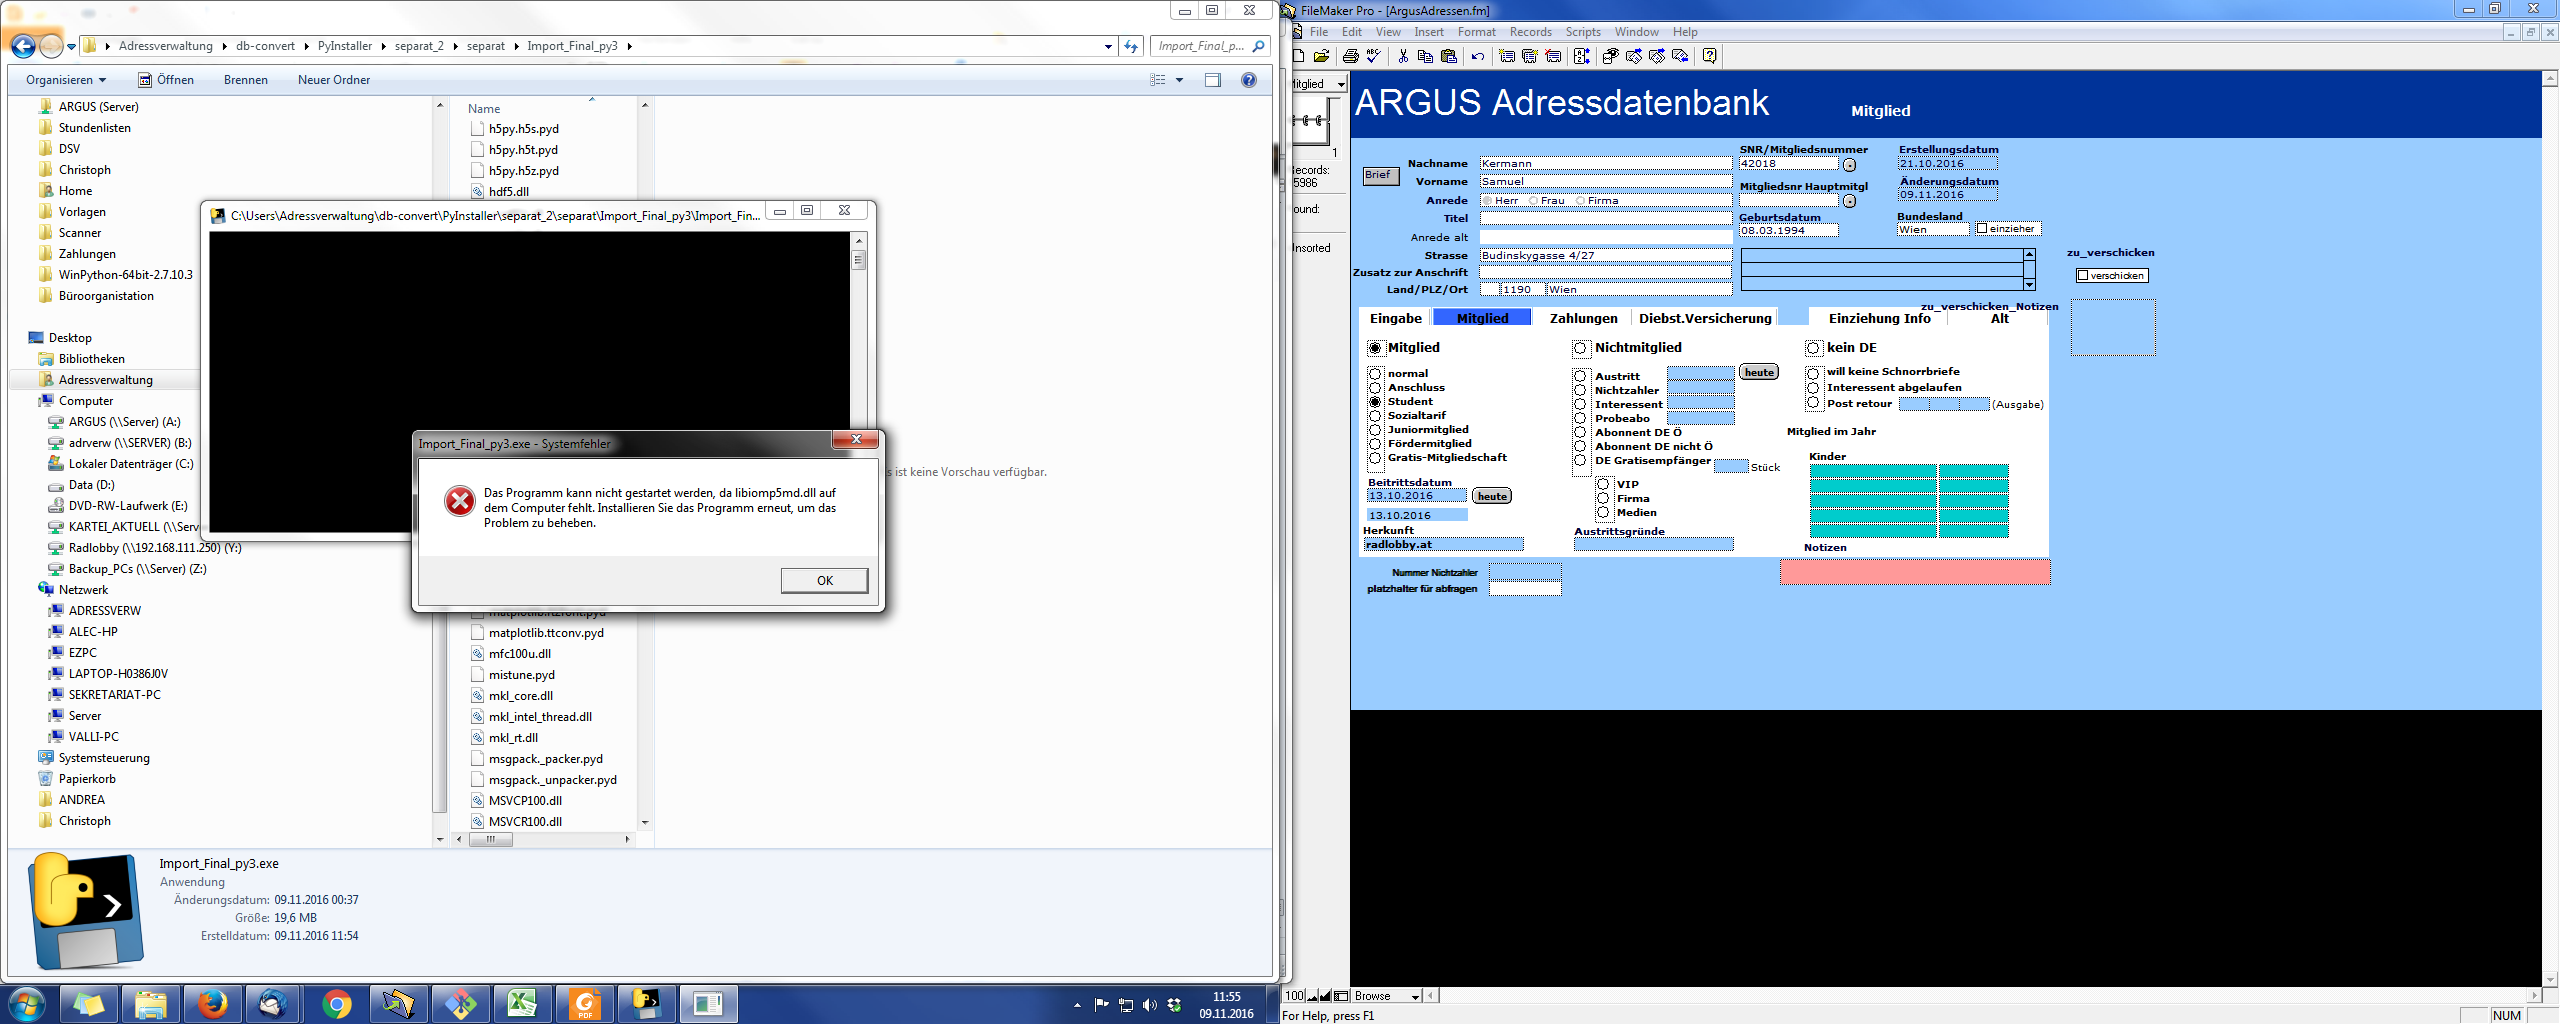 Adressverwaltung
db-convert
PyInstaller
separat_2
separat
Import_Final_py3
Import_Final_p...
Organisieren
Öffnen
Brennen
Neuer Ordner
ARGUS (Server)
Stundenlisten
DSV
Christoph
Home
Vorlagen
Scanner
Zahlungen
WinPython-64bit-2.7.10.3
Büroorganistation
Desktop
Bibliotheken
Adressverwaltung
Computer
ARGUS (\\Server) (A:)
adrverw (\\SERVER) (B:)
Lokaler Datenträger (C:)
Data (D:)
DVD-RW-Laufwerk (E:)
KARTEI_AKTUELL (\\Serv
Radlobby (\\192.168.111.250) (Y:)
Backup_PCs (\\Server) (Z:)
Netzwerk
ADRESSVERW
ALEC-HP
EZPC
LAPTOP-H0386J0V
SEKRETARIAT-PC
Server
VALLI-PC
Systemsteuerung
Papierkorb
ANDREA
Christoph
Name
h5py.h5s.pyd
h5py.h5t.pyd
h5py.h5z.pyd
hdf5.dll
matplotlib.ttconv.pyd
mfc100u.dll
mistune.pyd
mkl_core.dll
mkl_intel_thread.dll
mkl_rt.dll
msgpack._packer.pyd
msgpack._unpacker.pyd
MSVCP100.dll
MSVCR100.dll
s ist keine Vorschau verfügbar.
C:\Users\Adressverwaltung\db-convert\PyInstaller\separat_2\separat\Import_Final_py3\Import_Fin...
Import_Final_py3.exe - Systemfehler
Das Programm kann nicht gestartet werden, da libiomp5md.dll auf
dem Computer fehlt. Installieren Sie das Programm erneut, um das
Problem zu beheben.
OK
Import_Final_py3.exe
Anwendung
Änderungsdatum: 09.11.2016 00:37
Größe: 19,6 MB
Erstelldatum: 09.11.2016 11:54
PDF
11:55
09.11.2016
FileMaker Pro - [ArgusAdressen.fm]
File Edit View Insert Format Records Scripts Window Help
Mitglied
1
Records:
5986
ound:
Unsorted
ARGUS Adressdatenbank
Mitglied
Brief
Nachname Kermann
Vorname Samuel
Anrede Herr Frau Firma
Titel
Anrede alt
Strasse Budinskygasse 4/27
Zusatz zur Anschrift
Land/PLZ/Ort 1190 Wien
SNR/Mitgliedsnummer
42018
Mitgliedsnr Hauptmitgl
Geburtsdatum
08.03.1994
Erstellungsdatum
21.10.2016
Änderungsdatum
09.11.2016
Bundesland
Wien
einzieher
zu_verschicken
verschicken
zu_verschicken_Notizen
Eingabe Mitglied Zahlungen Diebst.Versicherung Einziehung Info Alt
Mitglied
normal
Anschluss
Student
Sozialtarif
Juniormitglied
Fördermitglied
Gratis-Mitgliedschaft
Beitrittsdatum
13.10.2016 heute
13.10.2016
Herkunft
radlobby.at
Nichtmitglied
Austritt heute
Nichtzahler
Interessent
Probeabo
Abonnent DE Ö
Abonnent DE nicht Ö
DE Gratisempfänger Stück
VIP
Firma
Medien
Austrittsgründe
kein DE
will keine Schnorrbriefe
Interessent abgelaufen
Post retour (Ausgabe)
Mitglied im Jahr
Kinder
Notizen
Nummer Nichtzahler
platzhalter für abfragen
100 Browse
For Help, press F1
NUM